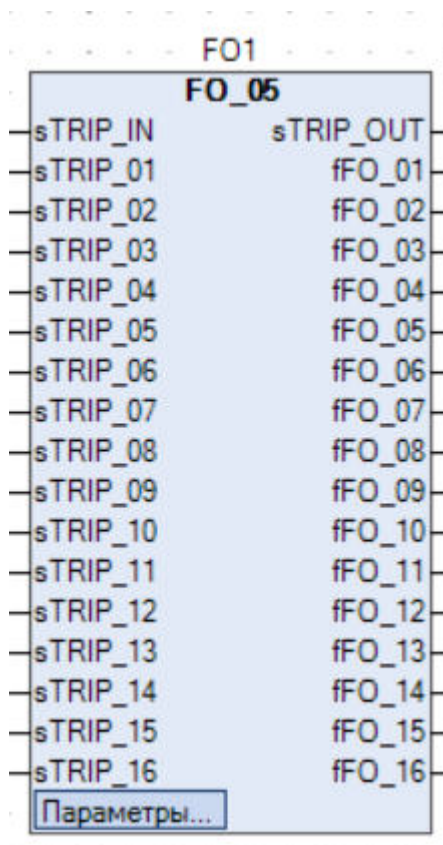 FO1
FO_05
sTRIP_IN sTRIP_OUT
sTRIP_01 fFO_01
sTRIP_02 fFO_02
sTRIP_03 fFO_03
sTRIP_04 fFO_04
sTRIP_05 fFO_05
sTRIP_06 fFO_06
sTRIP_07 fFO_07
sTRIP_08 fFO_08
sTRIP_09 fFO_09
sTRIP_10 fFO_10
sTRIP_11 fFO_11
sTRIP_12 fFO_12
sTRIP_13 fFO_13
sTRIP_14 fFO_14
sTRIP_15 fFO_15
sTRIP_16 fFO_16
Параметры...